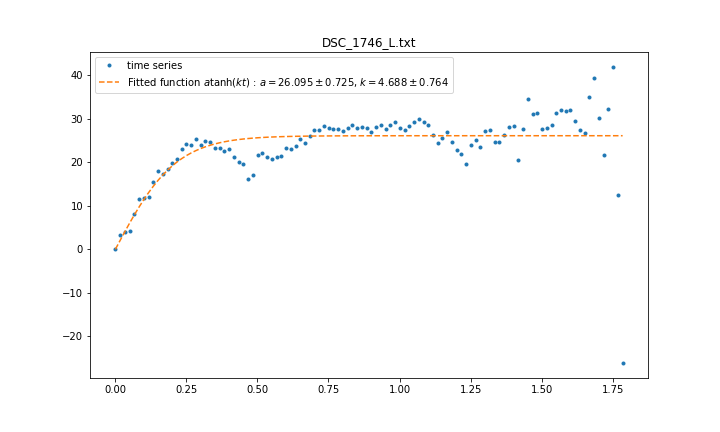 DSC_1746_L.txt
time series
Fitted function atanh(kt) : a = 26.095 ± 0.725, k = 4.688 ± 0.764
40
30
20
10
0
−10
−20
0.00 0.25 0.50 0.75 1.00 1.25 1.50 1.75